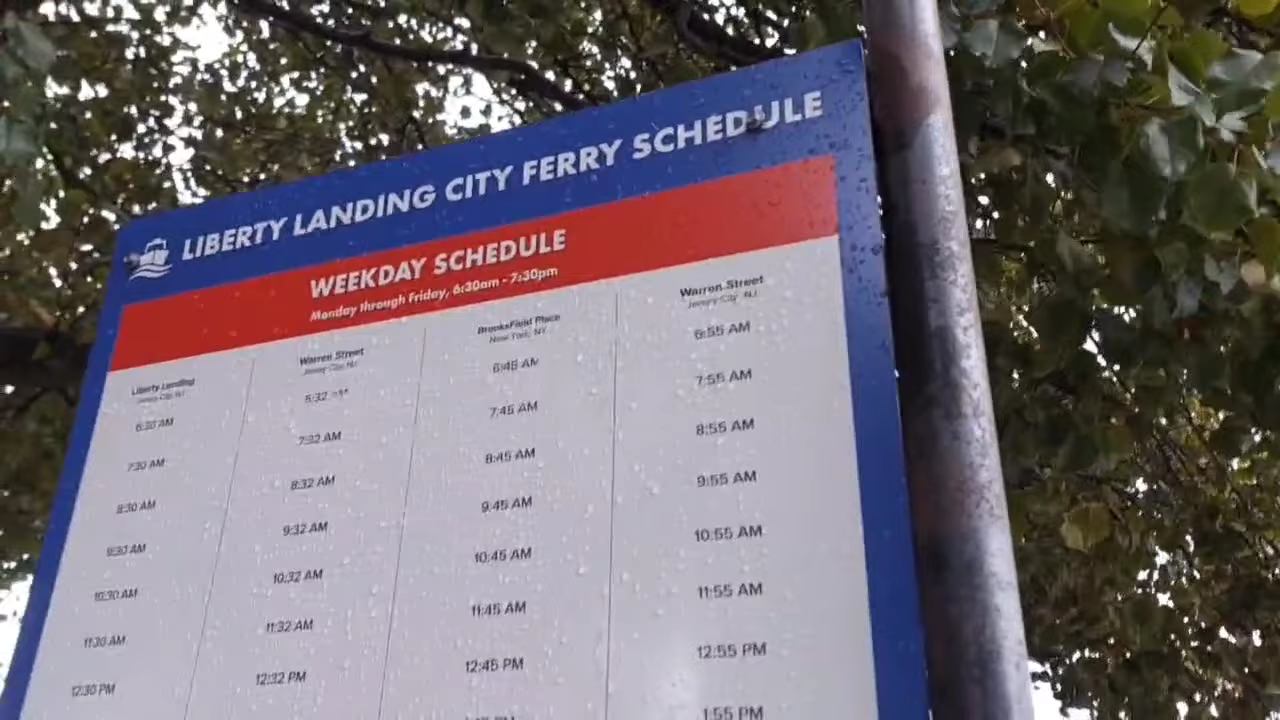 LIBERTY LANDING CITY FERRY SCHEDULE
WEEKDAY SCHEDULE
Monday through Friday, 6:30am - 7:30pm
Liberty Landing
Jersey City, NJ
Warren Street
Jersey City, NJ
Brooksfield Place
New York, NY
Warren Street
Jersey City, NJ
6:30 AM
7:30 AM
8:30 AM
9:30 AM
10:30 AM
11:30 AM
12:30 PM
7:32 AM
8:32 AM
9:32 AM
10:32 AM
11:32 AM
12:32 PM
6:45 AM
7:45 AM
8:45 AM
9:45 AM
10:45 AM
11:45 AM
12:45 PM
6:55 AM
7:55 AM
8:55 AM
9:55 AM
10:55 AM
11:55 AM
12:55 PM
1:55 PM